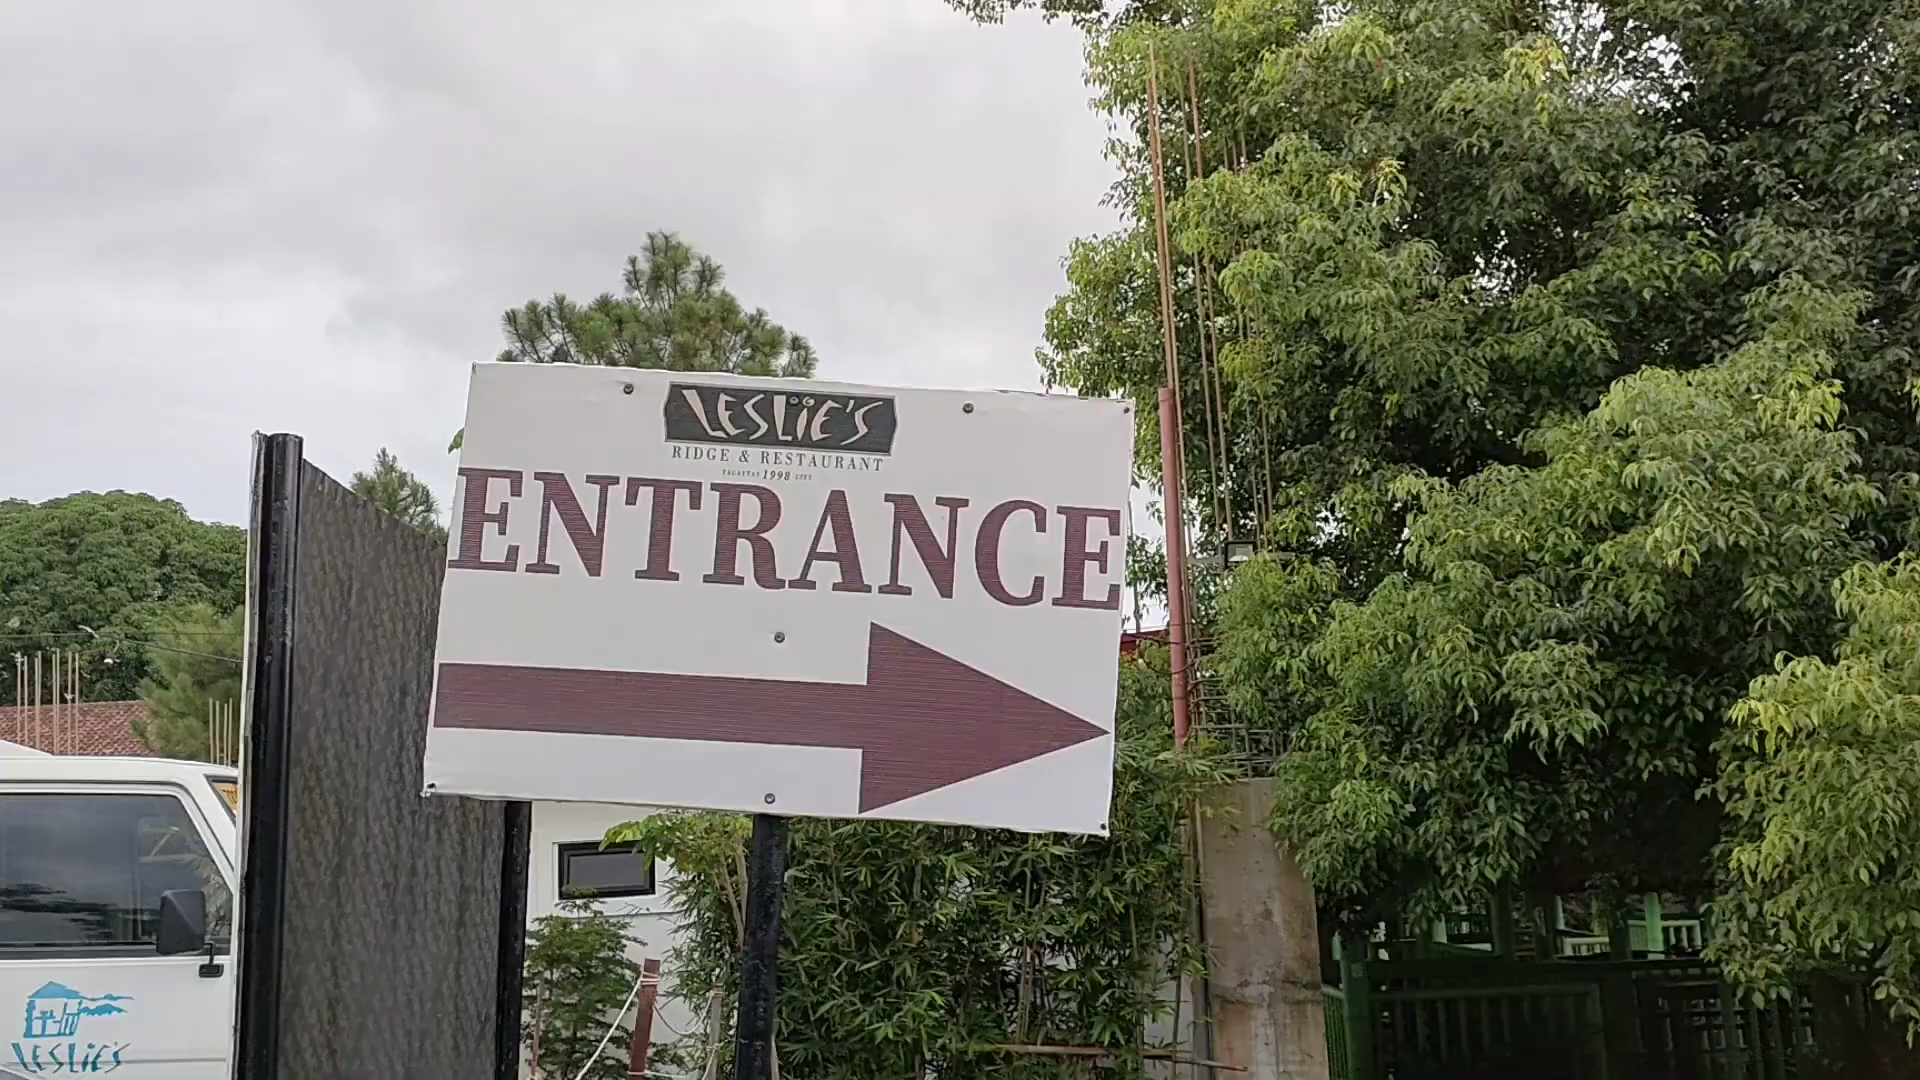 LESLIE'S
RIDGE & RESTAURANT
TAGAYTAY 1998 CITY
ENTRANCE
LESLIE'S